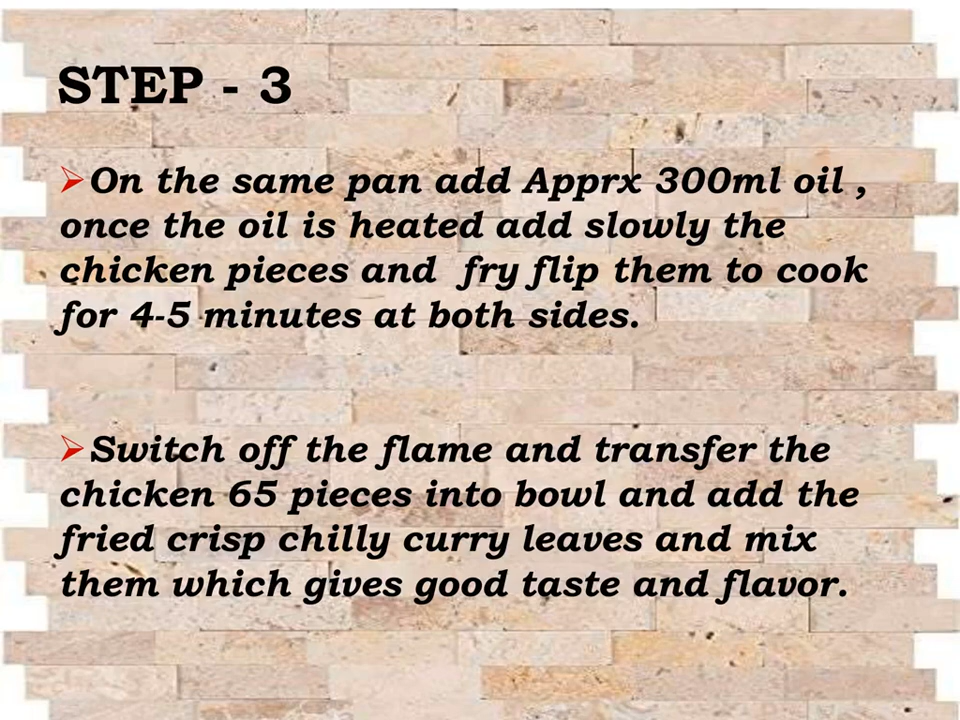 STEP - 3
➢On the same pan add Apprx 300ml oil ,
once the oil is heated add slowly the
chicken pieces and  fry flip them to cook
for 4-5 minutes at both sides.
➢Switch off the flame and transfer the
chicken 65 pieces into bowl and add the
fried crisp chilly curry leaves and mix
them which gives good taste and flavor.